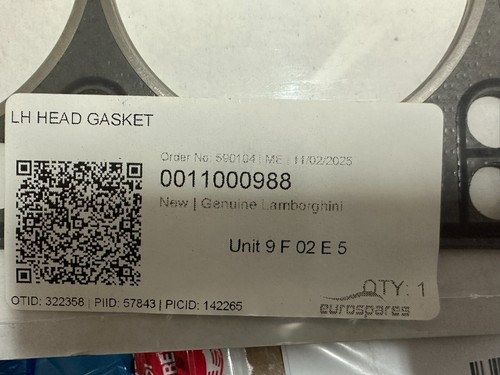 LH HEAD GASKET
Order No: 590104 | MS | 11/02/2025
0011000988
New | Genuine Lamborghini
Unit 9 F 02 E 5
QTY: 1
OTID: 322358 | PIID: 57843 | PICID: 142265
eurospares